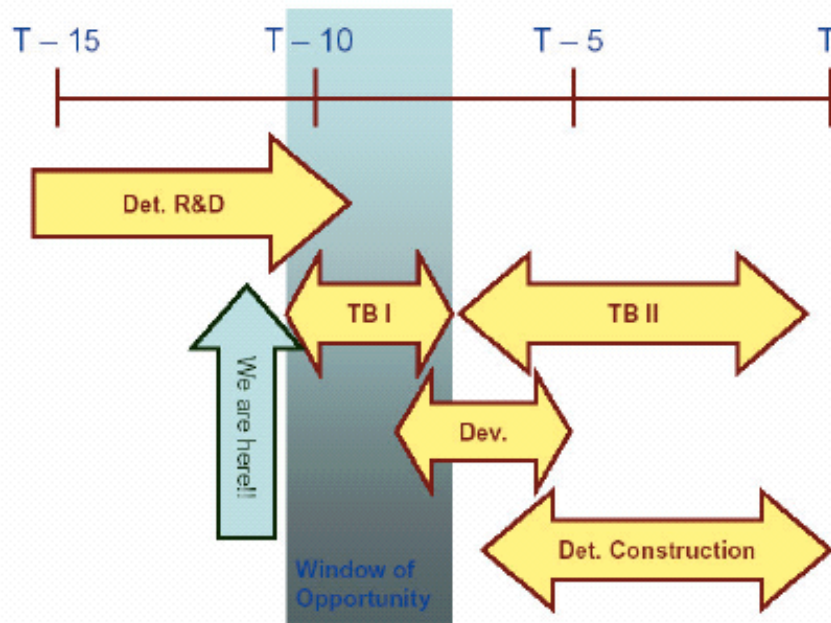 T – 15 T – 10 T – 5 T
Det. R&D
TB I TB II
We are here!!
Dev.
Det. Construction
Window of
Opportunity